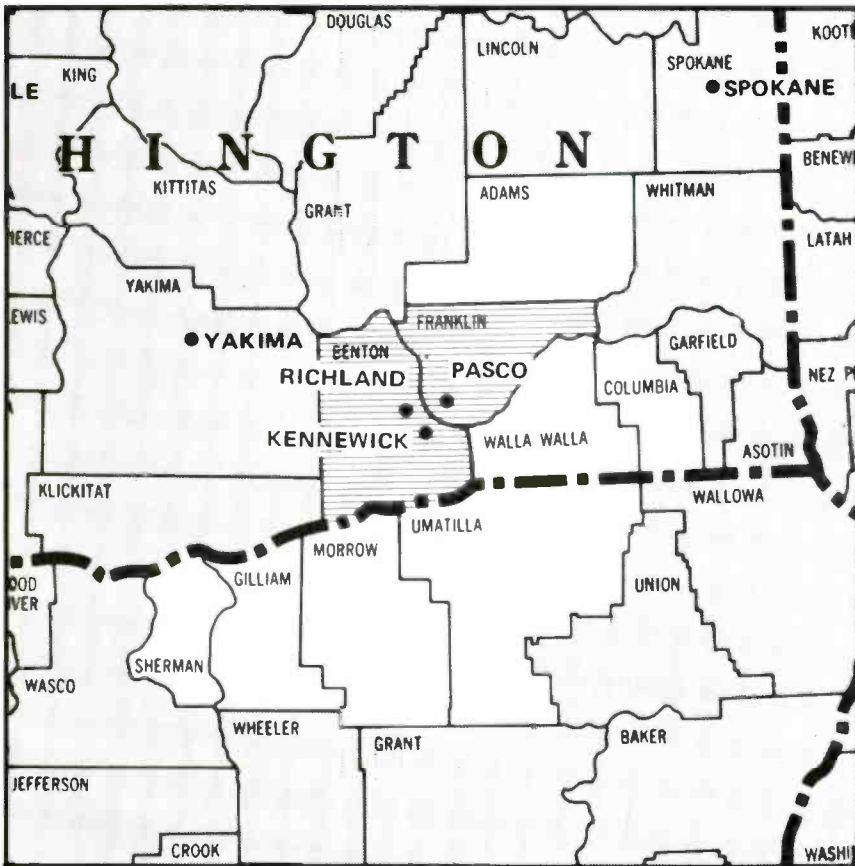 DOUGLAS
KOOT
LINCOLN
SPOKANE
KING
LE
SPOKANE
H I N G T O N
BENEW
KITTITAS
ADAMS
WHITMAN
GRANT
IERCE
LATAH
YAKIMA
LEWIS
FRANKLIN
YAKIMA
GARFIELD
BENTON
PASCO
RICHLAND
NEZ P
COLUMBIA
KENNEWICK
WALLA WALLA
ASOTIN
KLICKITAT
WALLOWA
UMATILLA
MORROW
OOD
IVER
GILLIAM
UNION
SHERMAN
WASCO
WHEELER
GRANT
BAKER
JEFFERSON
CROOK
WASHI